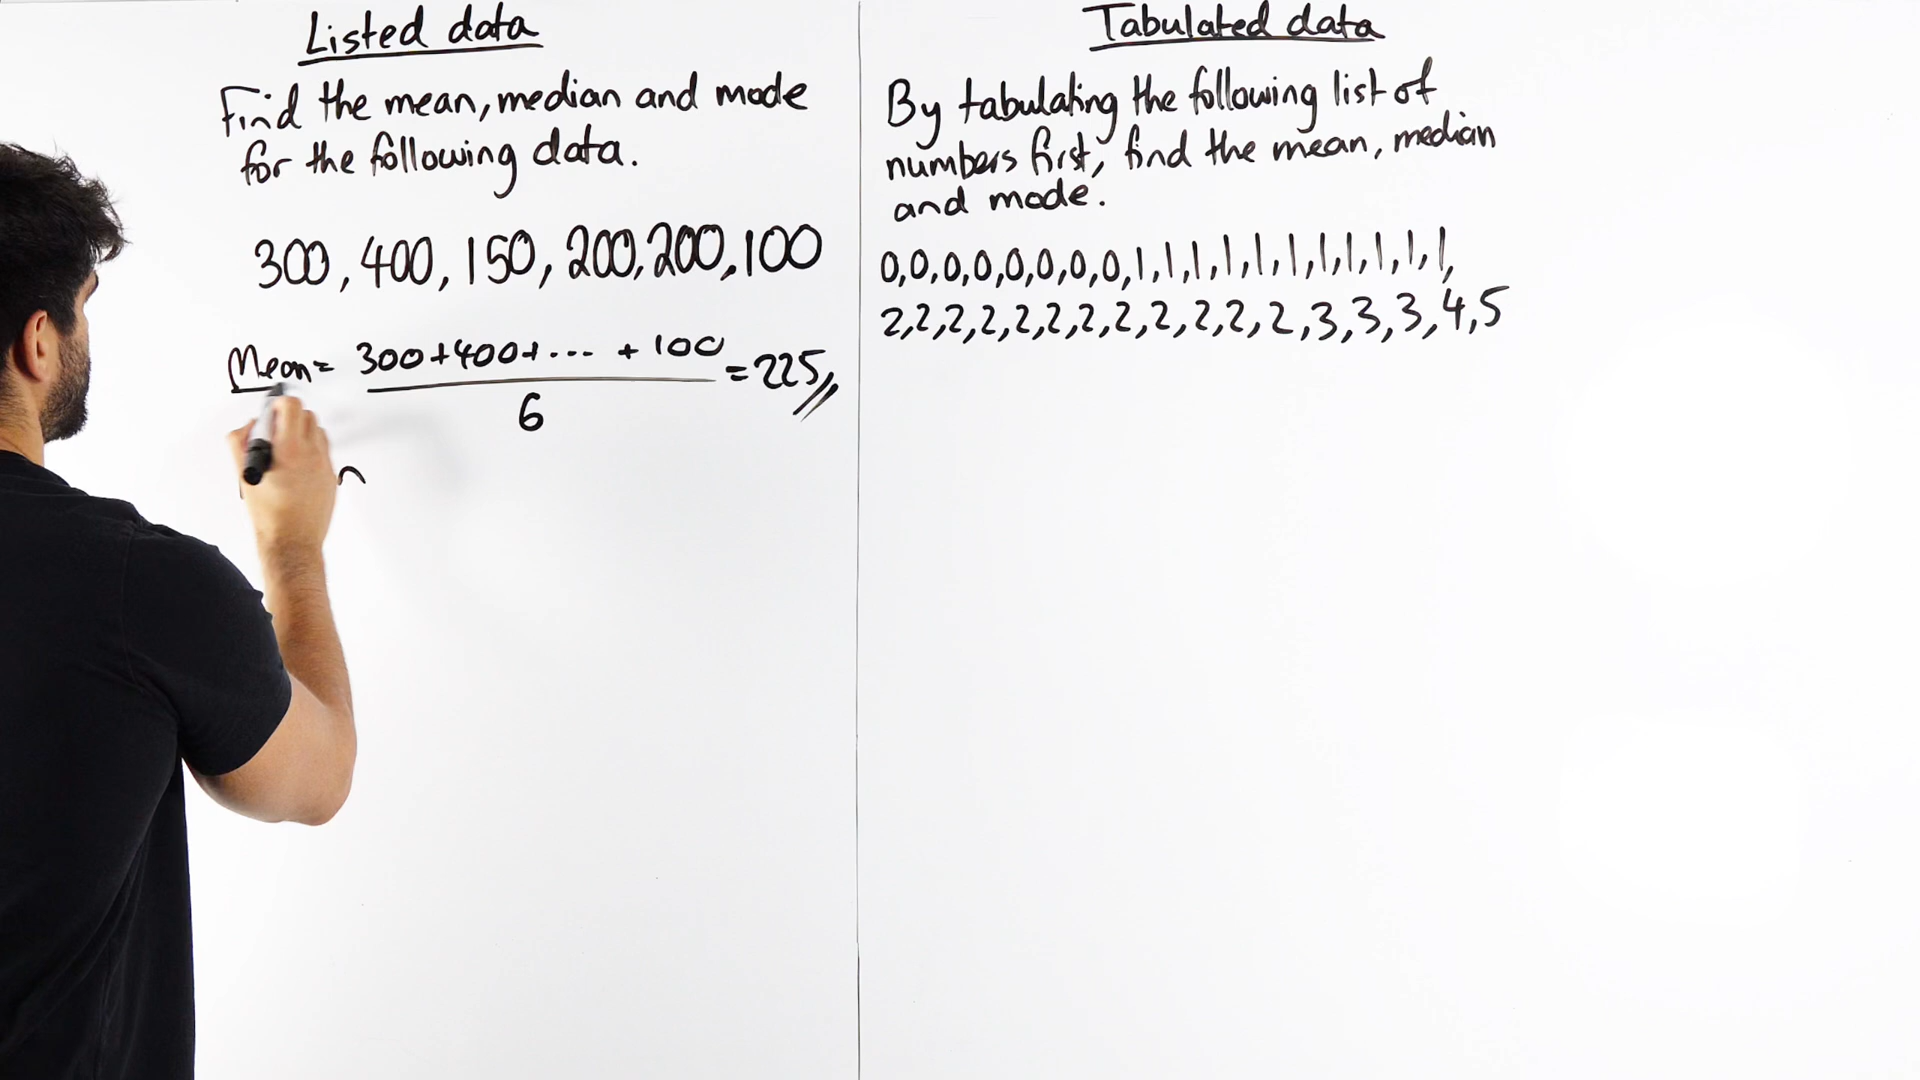 Listed data
Find the mean, median and mode
for the following data.
300, 400, 150, 200, 200, 100
Mean = 300+400+ ... + 100 = 225
6
Tabulated data
By tabulating the following list of
numbers first, find the mean, median
and mode.
0,0,0,0,0,0,0,0,1,1,1,1,1,1,1,1,1,1,1,
2,2,2,2,2,2,2,2,2,2,2,2,3,3,3,4,5